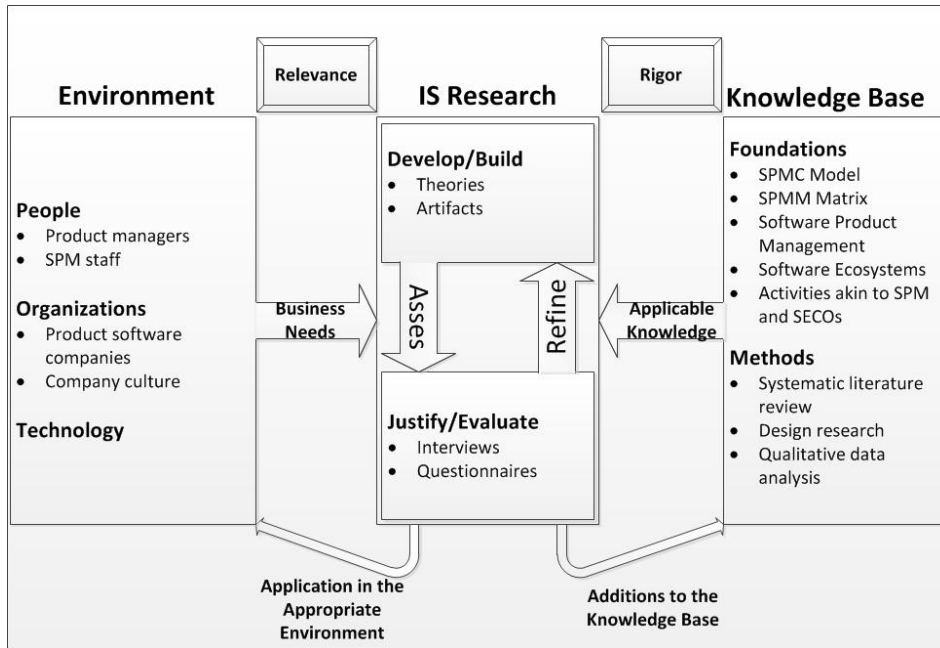 Relevance
Rigor
Environment
IS Research
Knowledge Base
People
• Product managers
• SPM staff
Organizations
• Product software
companies
• Company culture
Technology
Business
Needs
Develop/Build
• Theories
• Artifacts
Asses
Refine
Justify/Evaluate
• Interviews
• Questionnaires
Applicable
Knowledge
Foundations
• SPMC Model
• SPMM Matrix
• Software Product
Management
• Software Ecosystems
• Activities akin to SPM
and SECOs
Methods
• Systematic literature
review
• Design research
• Qualitative data
analysis
Application in the
Appropriate
Environment
Additions to the
Knowledge Base